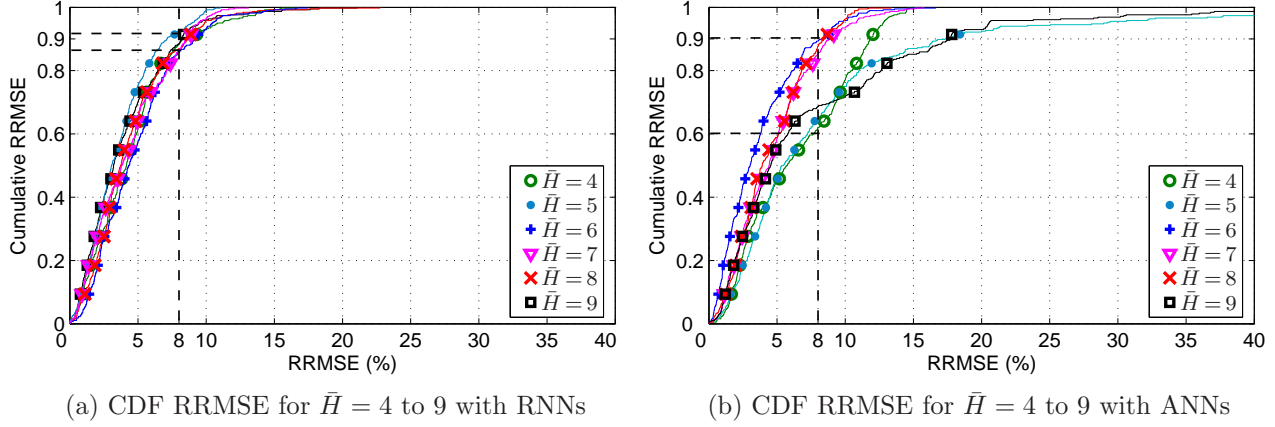 1
0.9
0.8
0.6
0.4
0.2
0
Cumulative RRMSE
0 5 8 10 15 20 25 30 35 40
RRMSE (%)
H̄ = 4
H̄ = 5
H̄ = 6
H̄ = 7
H̄ = 8
H̄ = 9
(a) CDF RRMSE for H̄ = 4 to 9 with RNNs
1
0.9
0.8
0.6
0.4
0.2
0
Cumulative RRMSE
0 5 8 10 15 20 25 30 35 40
RRMSE (%)
H̄ = 4
H̄ = 5
H̄ = 6
H̄ = 7
H̄ = 8
H̄ = 9
(b) CDF RRMSE for H̄ = 4 to 9 with ANNs